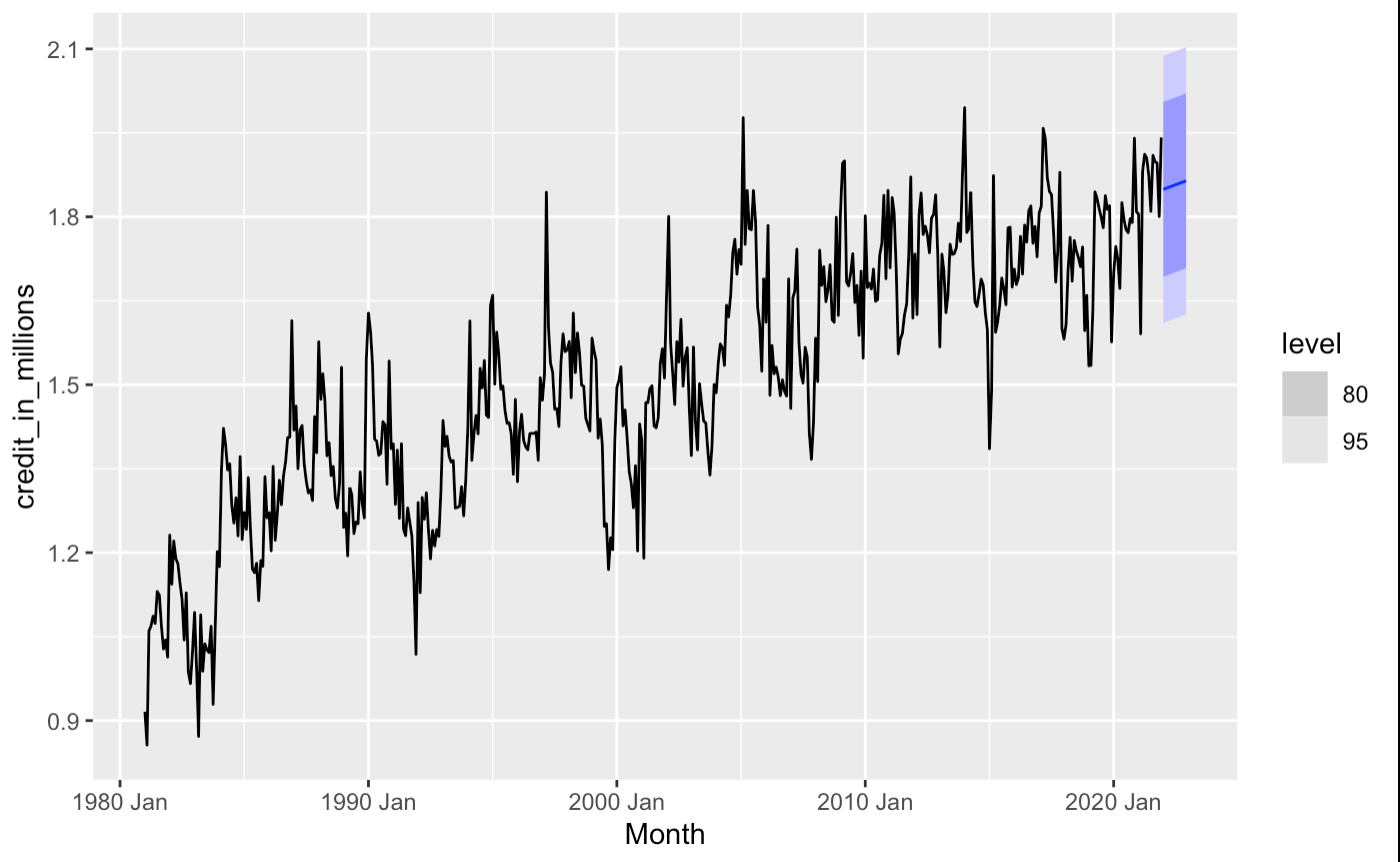 2.1
1.8
1.5
1.2
0.9
credit_in_millions
1980 Jan
1990 Jan
2000 Jan
2010 Jan
2020 Jan
Month
level
80
95